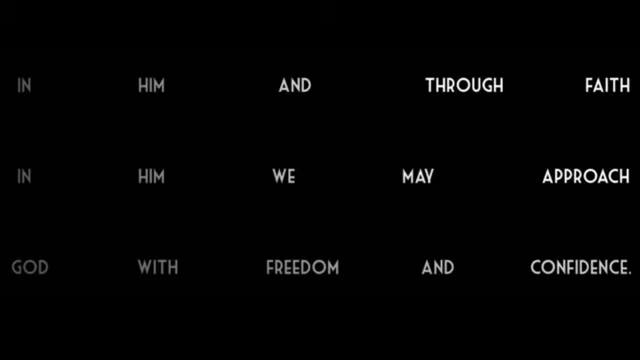 IN HIM AND THROUGH FAITH
IN HIM WE MAY APPROACH
GOD WITH FREEDOM AND CONFIDENCE.